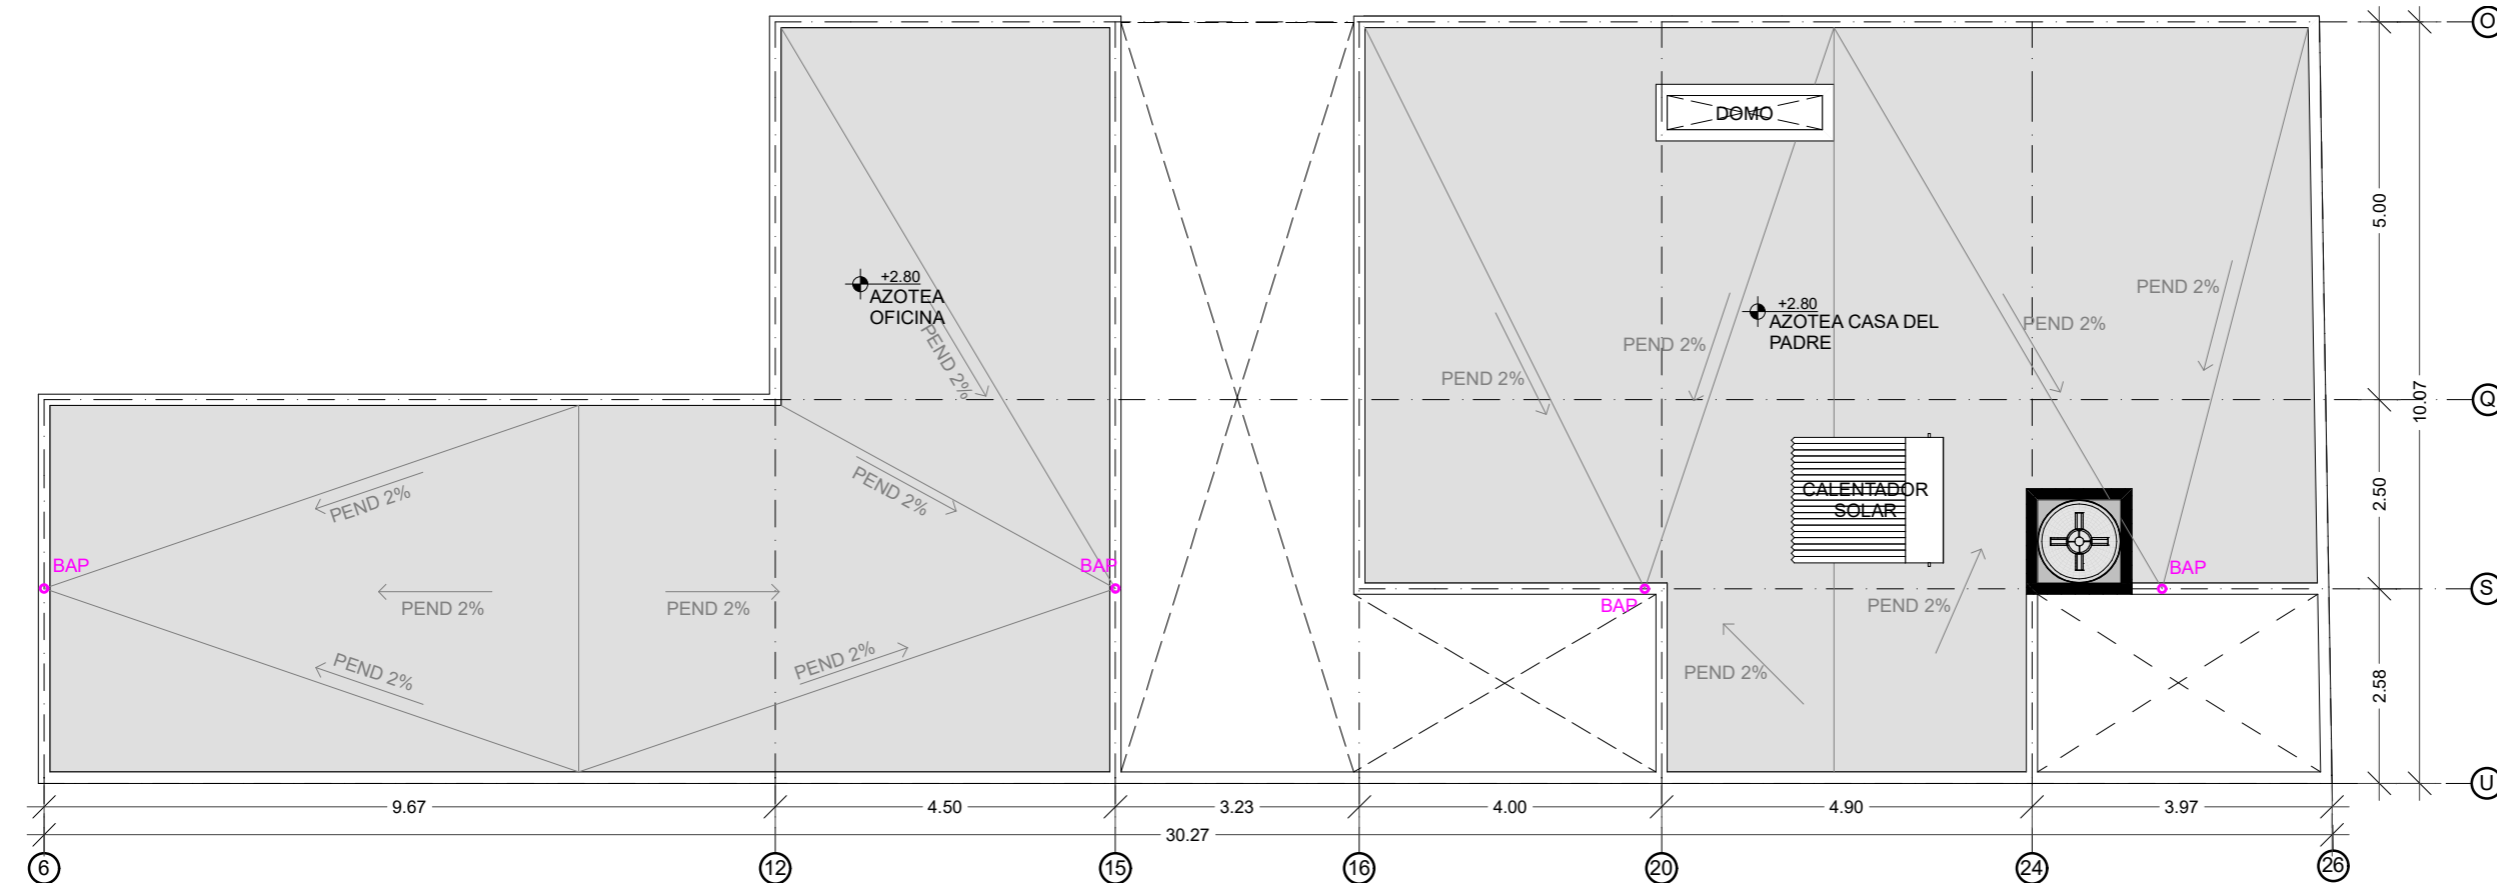 O
DOMO
5.00
+2.80
AZOTEA
OFICINA
PEND 2%
+2.80
AZOTEA CASA DEL
PADRE
PEND 2%
PEND 2%
PEND 2%
PEND 2%
10.07
Q
PEND 2%
PEND 2%
CALENTADOR
SOLAR
2.50
BAP
BAP
BAP
BAP
S
PEND 2%
PEND 2%
PEND 2%
PEND 2%
PEND 2%
PEND 2%
2.58
U
9.67
4.50
3.23
4.00
4.90
3.97
30.27
6
12
15
16
20
24
26